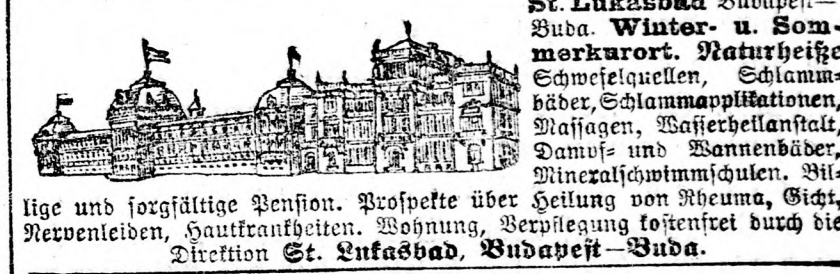 St. Lukasbad Budapest—
Buda. Winter- u. Som-
merkurort. Naturheiße
Schwefelquellen, Schlamm-
bäder, Schlammapplikationen,
Massagen, Wasserheilanstalt,
Dampf- und Wannenbäder,
Mineralschwimmschulen. Bil-
lige und sorgfältige Pension. Prospekte über Heilung von Rheuma, Gicht,
Nervenleiden, Hautkrankheiten. Wohnung, Verpflegung kostenfrei durch die
Direktion St. Lukasbad, Budapest—Buda.